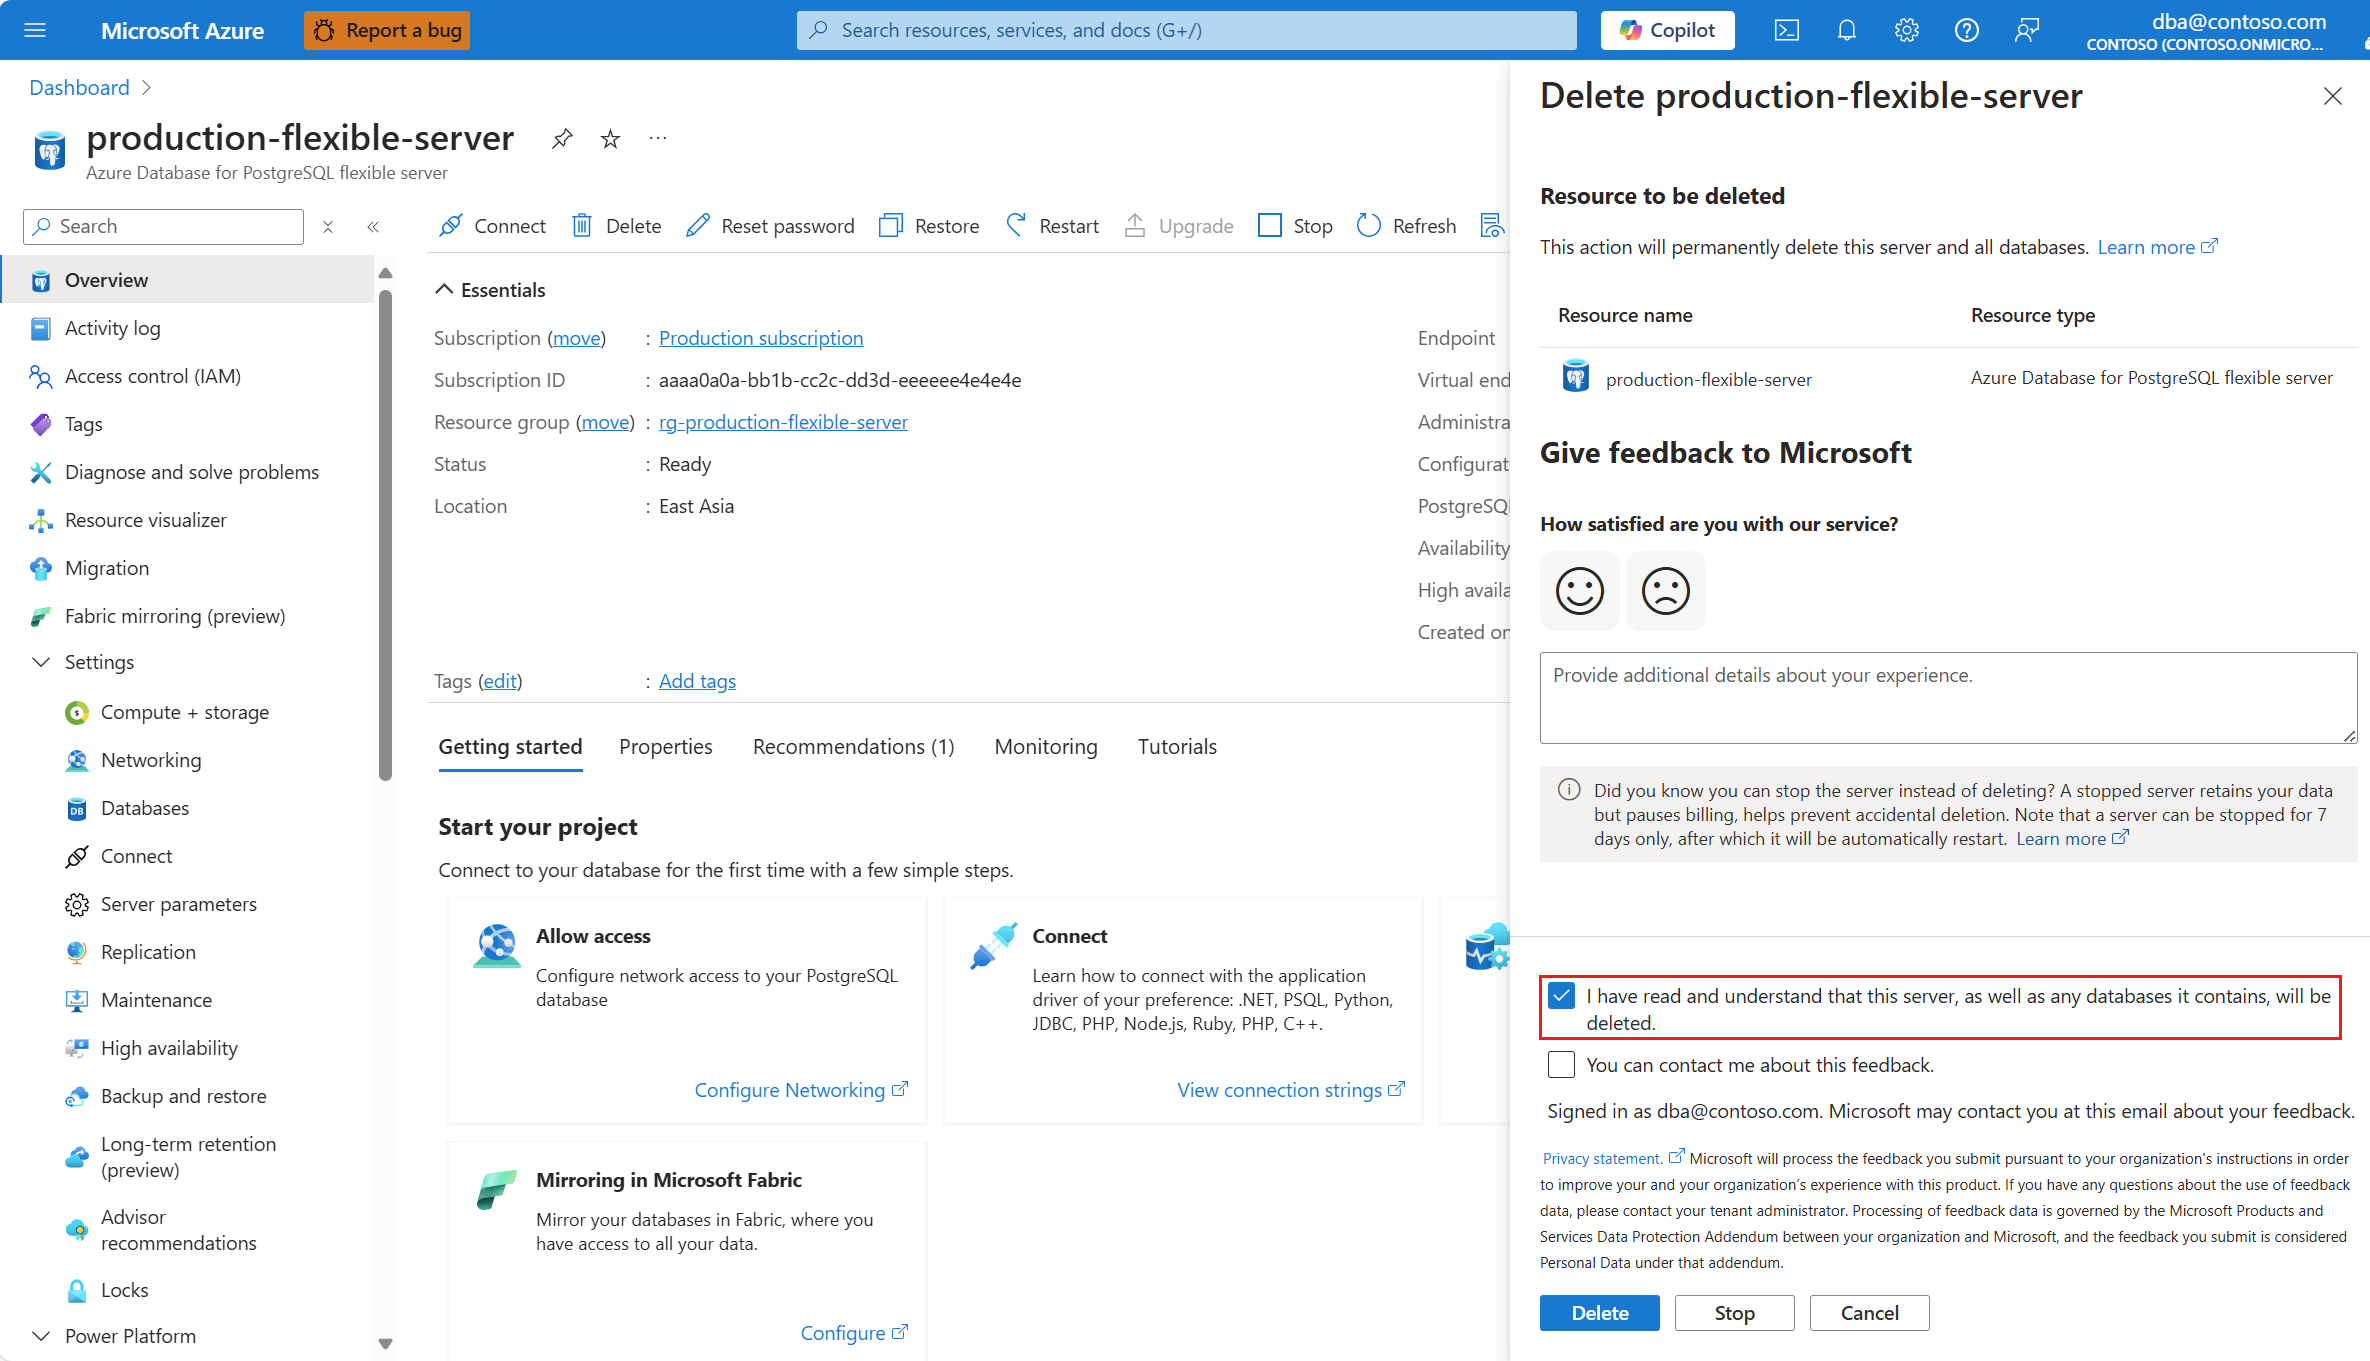 Microsoft Azure
Report a bug
Search resources, services, and docs (G+/)
Copilot
dba@contoso.com
CONTOSO (CONTOSO.ONMICRO...
Dashboard
production-flexible-server
Azure Database for PostgreSQL flexible server
Search
Connect
Delete
Reset password
Restore
Restart
Upgrade
Stop
Refresh
Overview
Activity log
Access control (IAM)
Tags
Diagnose and solve problems
Resource visualizer
Migration
Fabric mirroring (preview)
Settings
Compute + storage
Networking
Databases
Connect
Server parameters
Replication
Maintenance
High availability
Backup and restore
Long-term retention
(preview)
Advisor
recommendations
Locks
Power Platform
Essentials
Subscription (move) : Production subscription
Subscription ID : aaaa0a0a-bb1b-cc2c-dd3d-eeeeee4e4e4e
Resource group (move) : rg-production-flexible-server
Status : Ready
Location : East Asia
Endpoint
Virtual end
Administra
Configurat
PostgreSQ
Availability
High availa
Created on
Tags (edit) : Add tags
Getting started
Properties
Recommendations (1)
Monitoring
Tutorials
Start your project
Connect to your database for the first time with a few simple steps.
Allow access
Configure network access to your PostgreSQL
database
Configure Networking
Connect
Learn how to connect with the application
driver of your preference: .NET, PSQL, Python,
JDBC, PHP, Node.js, Ruby, PHP, C++.
View connection strings
Mirroring in Microsoft Fabric
Mirror your databases in Fabric, where you
have access to all your data.
Configure
Delete production-flexible-server
Resource to be deleted
This action will permanently delete this server and all databases. Learn more
Resource name Resource type
production-flexible-server Azure Database for PostgreSQL flexible server
Give feedback to Microsoft
How satisfied are you with our service?
Provide additional details about your experience.
Did you know you can stop the server instead of deleting? A stopped server retains your data
but pauses billing, helps prevent accidental deletion. Note that a server can be stopped for 7
days only, after which it will be automatically restart. Learn more
I have read and understand that this server, as well as any databases it contains, will be
deleted.
You can contact me about this feedback.
Signed in as dba@contoso.com. Microsoft may contact you at this email about your feedback.
Privacy statement. Microsoft will process the feedback you submit pursuant to your organization's instructions in order
to improve your and your organization's experience with this product. If you have any questions about the use of feedback
data, please contact your tenant administrator. Processing of feedback data is governed by the Microsoft Products and
Services Data Protection Addendum between your organization and Microsoft, and the feedback you submit is considered
Personal Data under that addendum.
Delete
Stop
Cancel